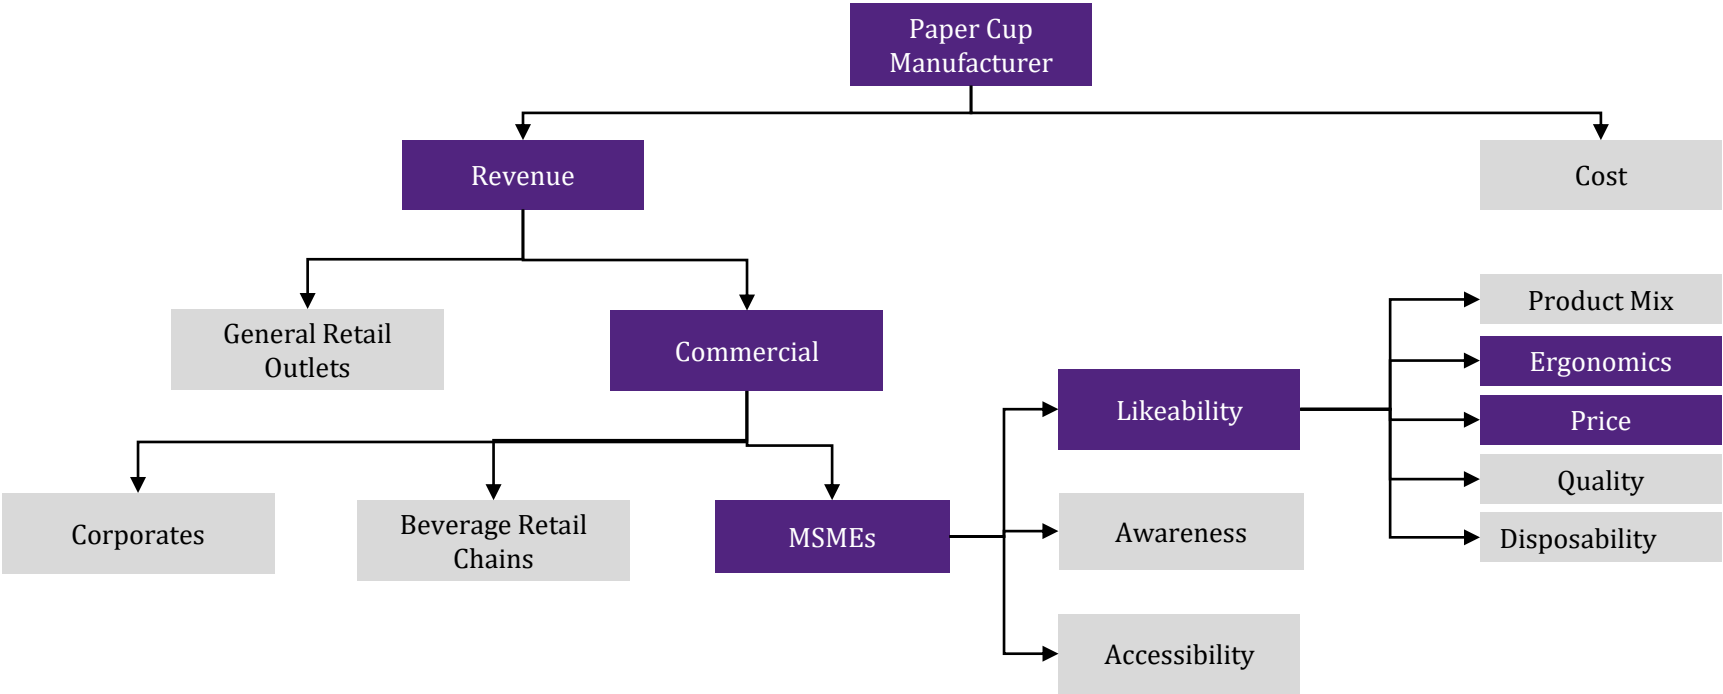 Paper Cup
Manufacturer
Revenue
Cost
General Retail
Outlets
Commercial
Corporates
Beverage Retail
Chains
MSMEs
Likeability
Awareness
Accessibility
Product Mix
Ergonomics
Price
Quality
Disposability